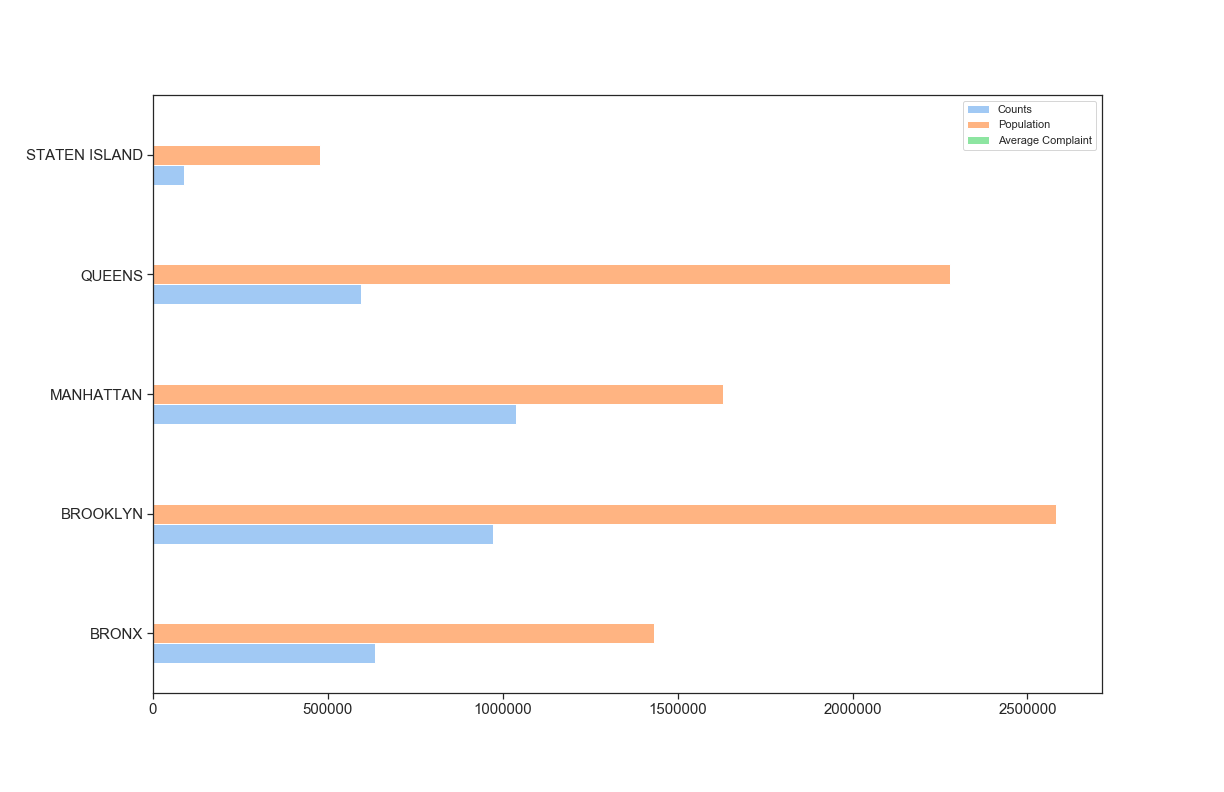 Counts
Population
Average Complaint
STATEN ISLAND
QUEENS
MANHATTAN
BROOKLYN
BRONX
0 500000 1000000 1500000 2000000 2500000